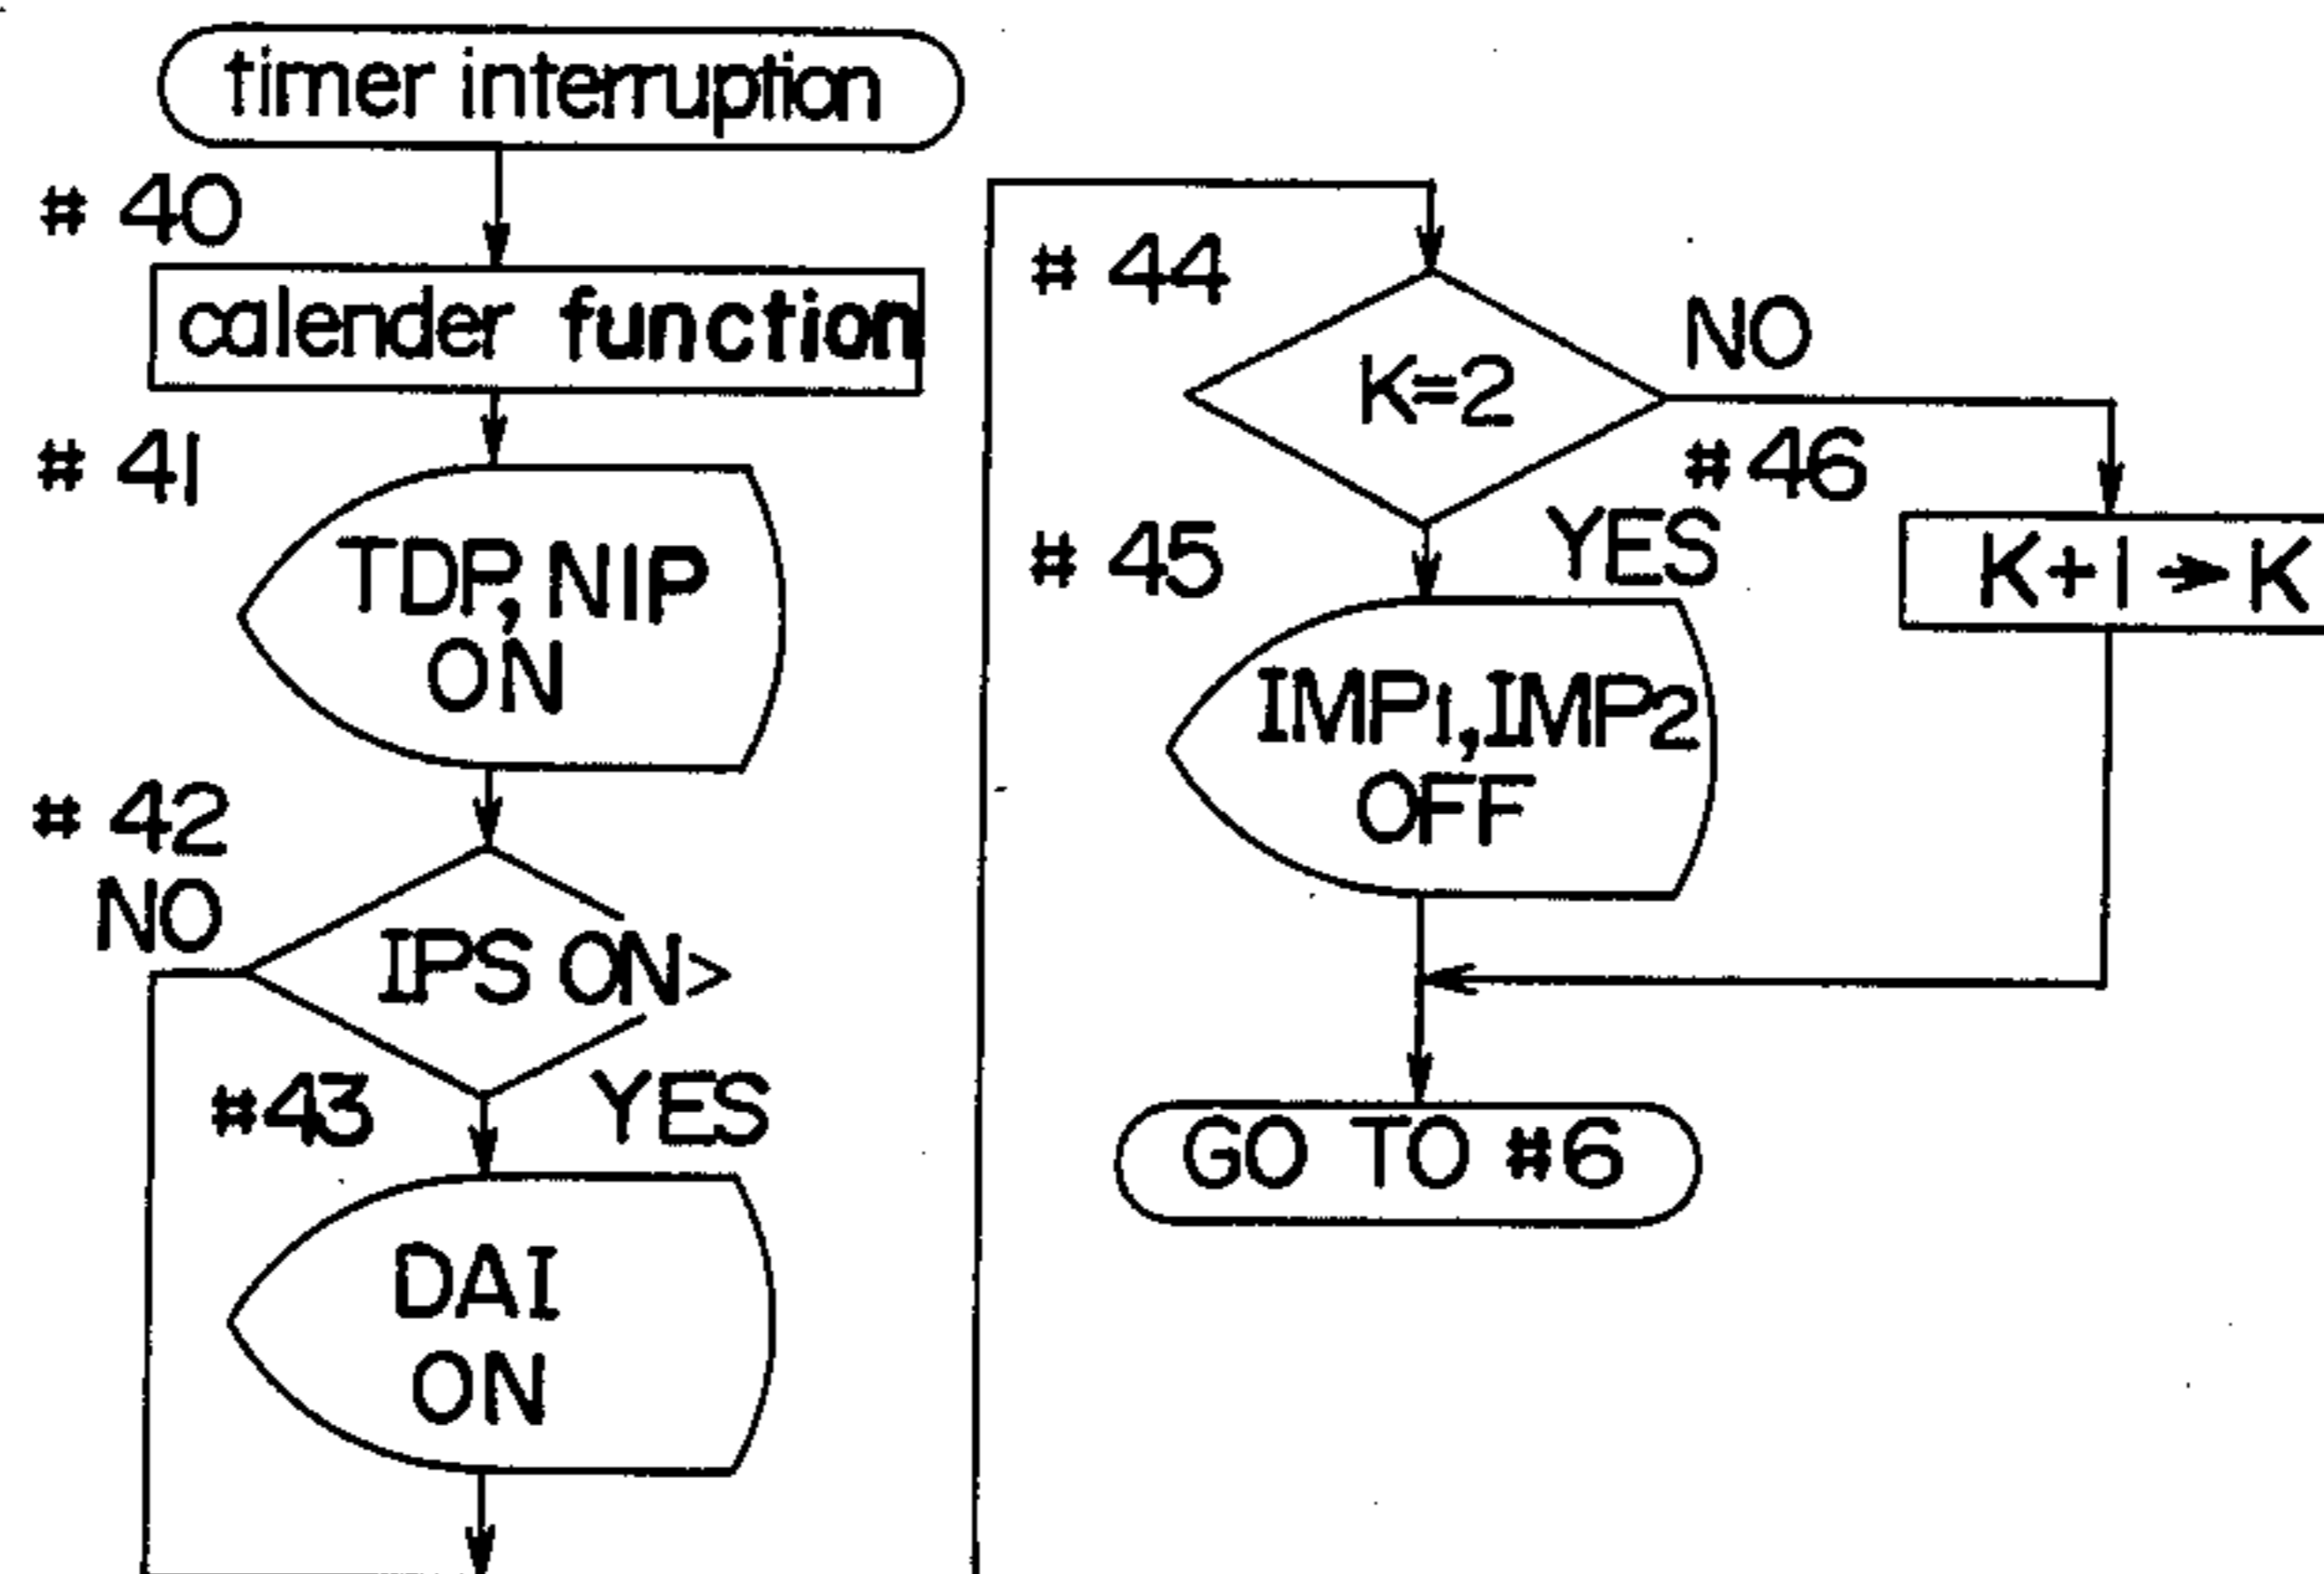 timer interruption
# 40
calender function
# 41
TDP, NIP
ON
# 42
NO
IPS ON>
#43
YES
DAI
ON
# 44
K=2
NO
#46
K+1→K
# 45
YES
IMP1,IMP2
OFF
GO TO #6